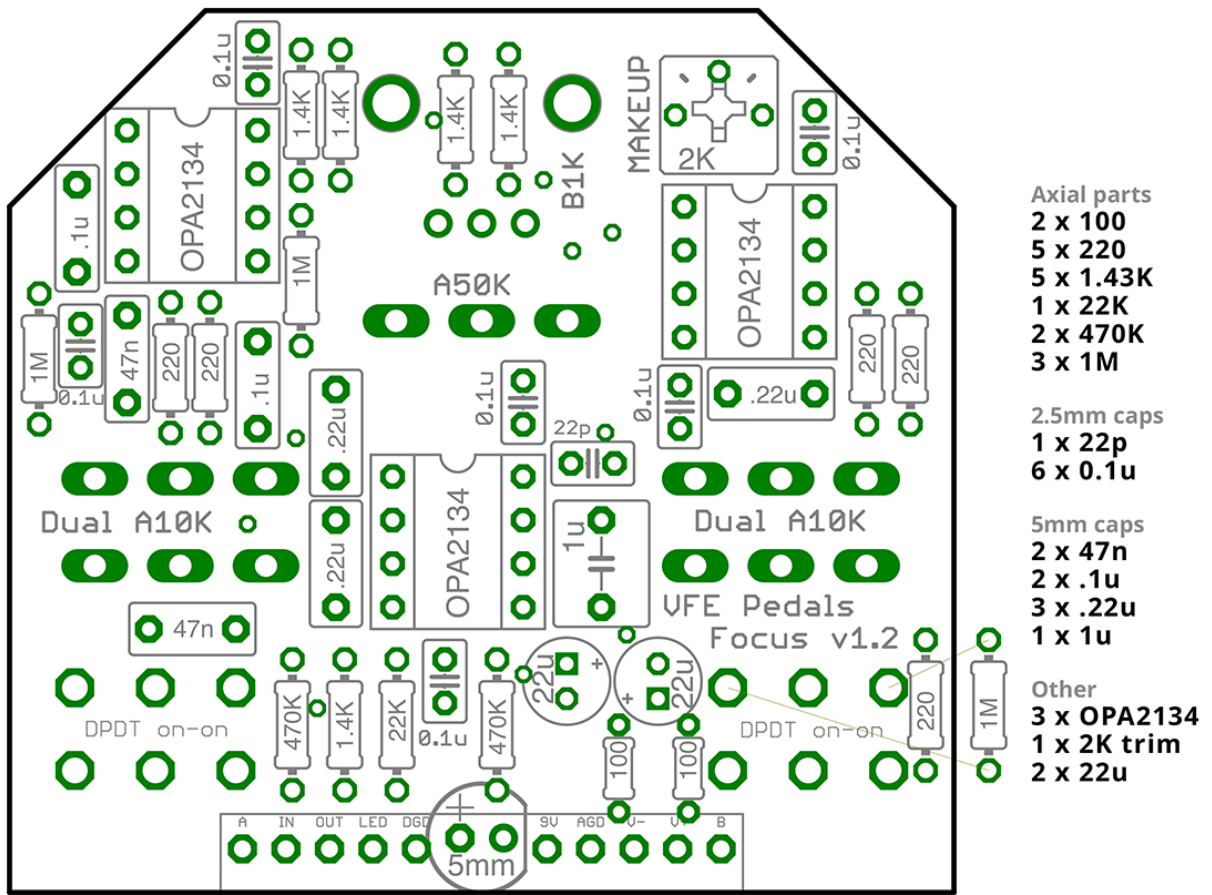 0.1u
1.4K
1.4K
1.4K
1.4K
MAKEUP
2K
0.1u
OPA2134
B1K
.1u
1M
OPA2134
A50K
1M
0.1u
47n
220
220
.1u
.22u
0.1u
22p
0.1u
.22u
220
220
Dual A10K
.22u
OPA2134
1u
Dual A10K
47n
VFE Pedals
Focus v1.2
470K
1.4K
22K
0.1u
470K
22u
+
22u
+
220
1M
DPDT on-on
DPDT on-on
100
100
A IN OUT LED DGD
+
5mm
9V AGD V- V+ B
Axial parts
2 x 100
5 x 220
5 x 1.43K
1 x 22K
2 x 470K
3 x 1M
2.5mm caps
1 x 22p
6 x 0.1u
5mm caps
2 x 47n
2 x .1u
3 x .22u
1 x 1u
Other
3 x OPA2134
1 x 2K trim
2 x 22u